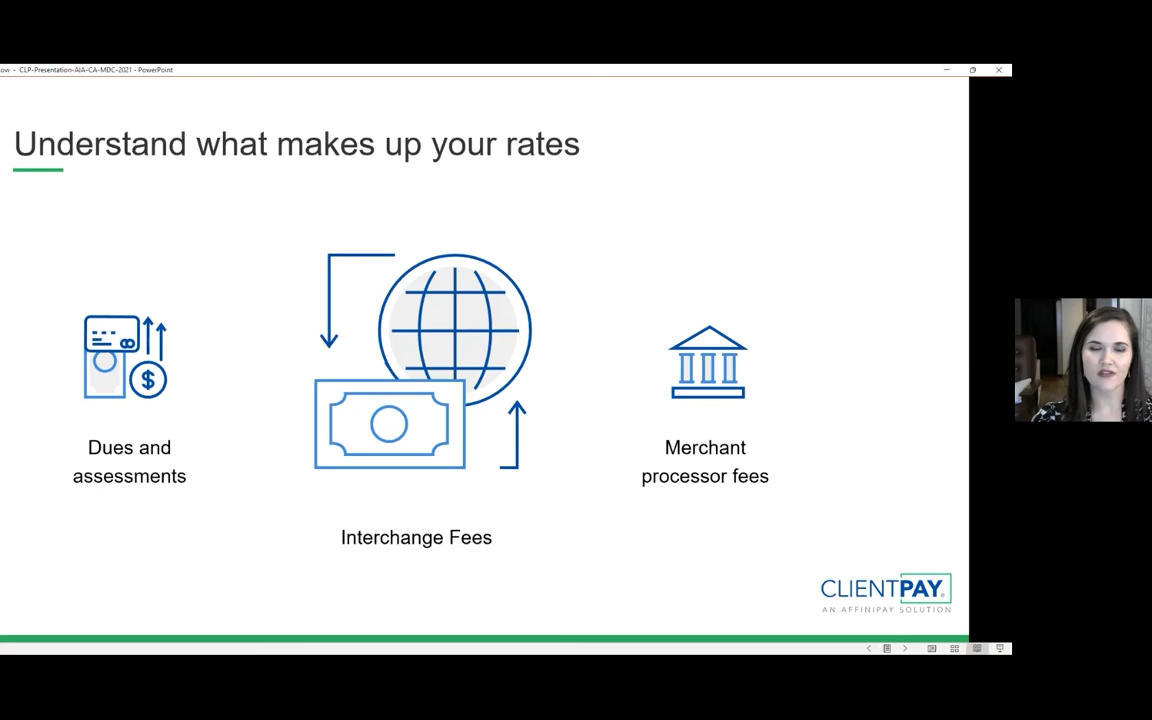 ow - CLP-Presentation-AIA-CA-MDC-2021 - PowerPoint
Understand what makes up your rates
$
Dues and
assessments
Interchange Fees
Merchant
processor fees
CLIENTPAY®
AN AFFINIPAY SOLUTION